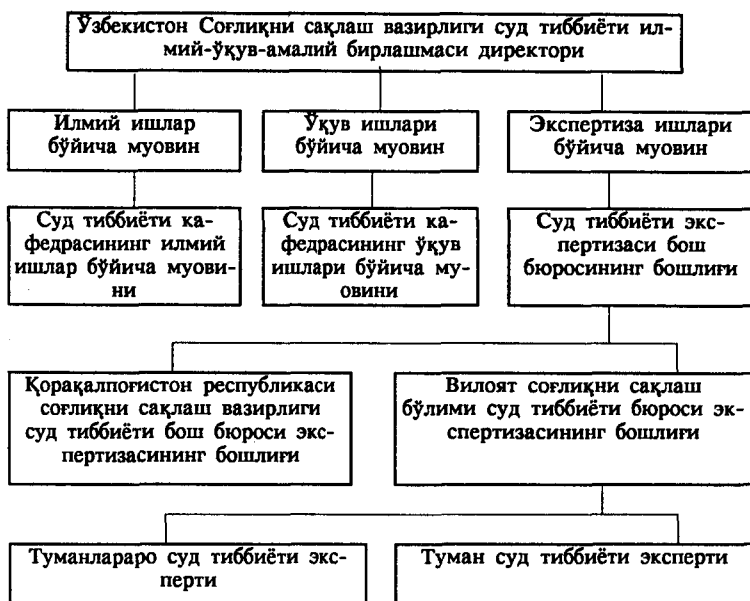 Ўзбекистон Соғлиқни сақлаш вазирлиги суд тиббиёти ил-
мий-ўқув-амалий бирлашмаси директори
Илмий ишлар
бўйича муовин
Ўқув ишлари
бўйича муовин
Экспертиза ишлари
бўйича муовин
Суд тиббиёти ка-
федрасининг илмий
ишлар бўйича муови-
ни
Суд тиббиёти ка-
федрасининг ўқув
ишлари бўйича му-
овини
Суд тиббиёти экс-
пертизаси бош
бюросининг бошлиғи
Қорақалпоғистон республикаси
соғлиқни сақлаш вазирлиги
суд тиббиёти бош бюроси экс-
пертизасининг бошлиғи
Вилоят соғлиқни сақлаш
бўлими суд тиббиёти бюроси эк-
спертизасининг бошлиғи
Туманлараро суд тиббиёти экс-
перти
Туман суд тиббиёти эксперти